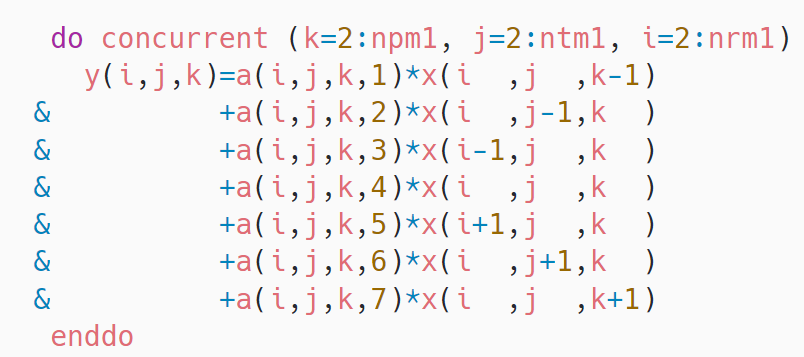 do concurrent (k=2:npm1, j=2:ntm1, i=2:nrm1)
y(i,j,k)=a(i,j,k,1)*x(i  ,j  ,k-1)
&          +a(i,j,k,2)*x(i  ,j-1,k  )
&          +a(i,j,k,3)*x(i-1,j  ,k  )
&          +a(i,j,k,4)*x(i  ,j  ,k  )
&          +a(i,j,k,5)*x(i+1,j  ,k  )
&          +a(i,j,k,6)*x(i  ,j+1,k  )
&          +a(i,j,k,7)*x(i  ,j  ,k+1)
enddo